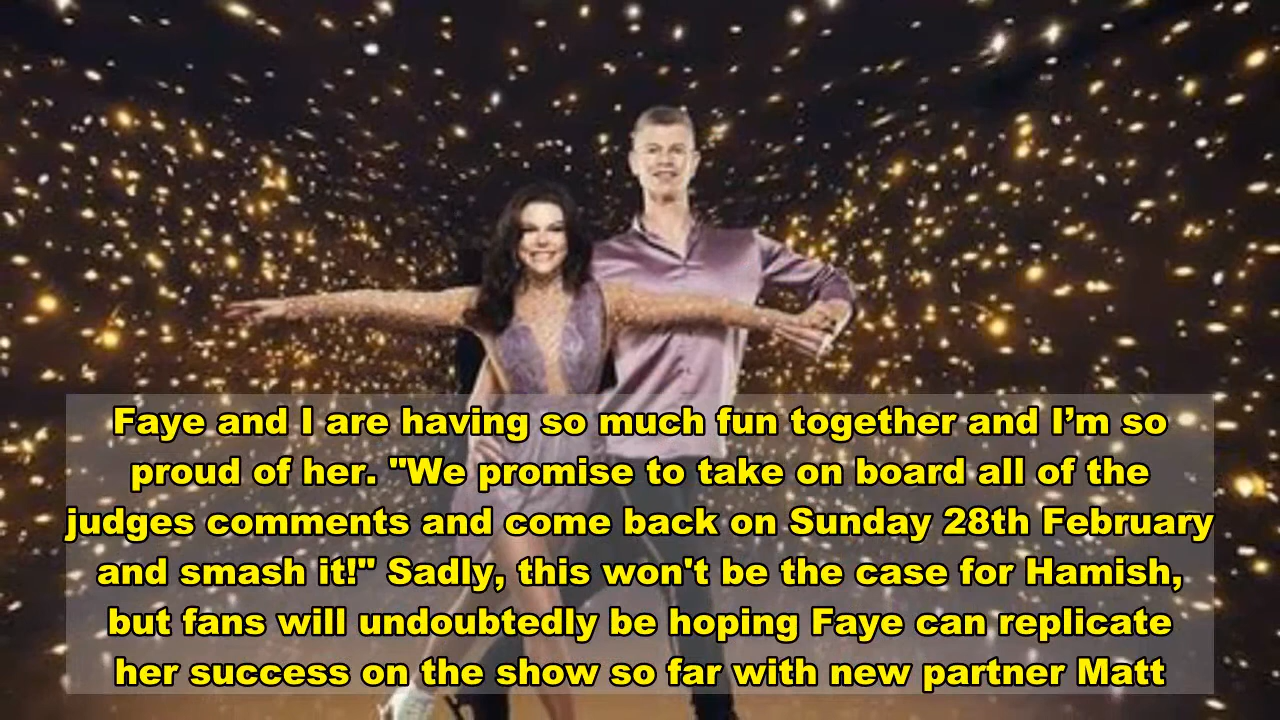 Faye and I are having so much fun together and I’m so
proud of her. "We promise to take on board all of the
judges comments and come back on Sunday 28th February
and smash it!" Sadly, this won't be the case for Hamish,
but fans will undoubtedly be hoping Faye can replicate
her success on the show so far with new partner Matt